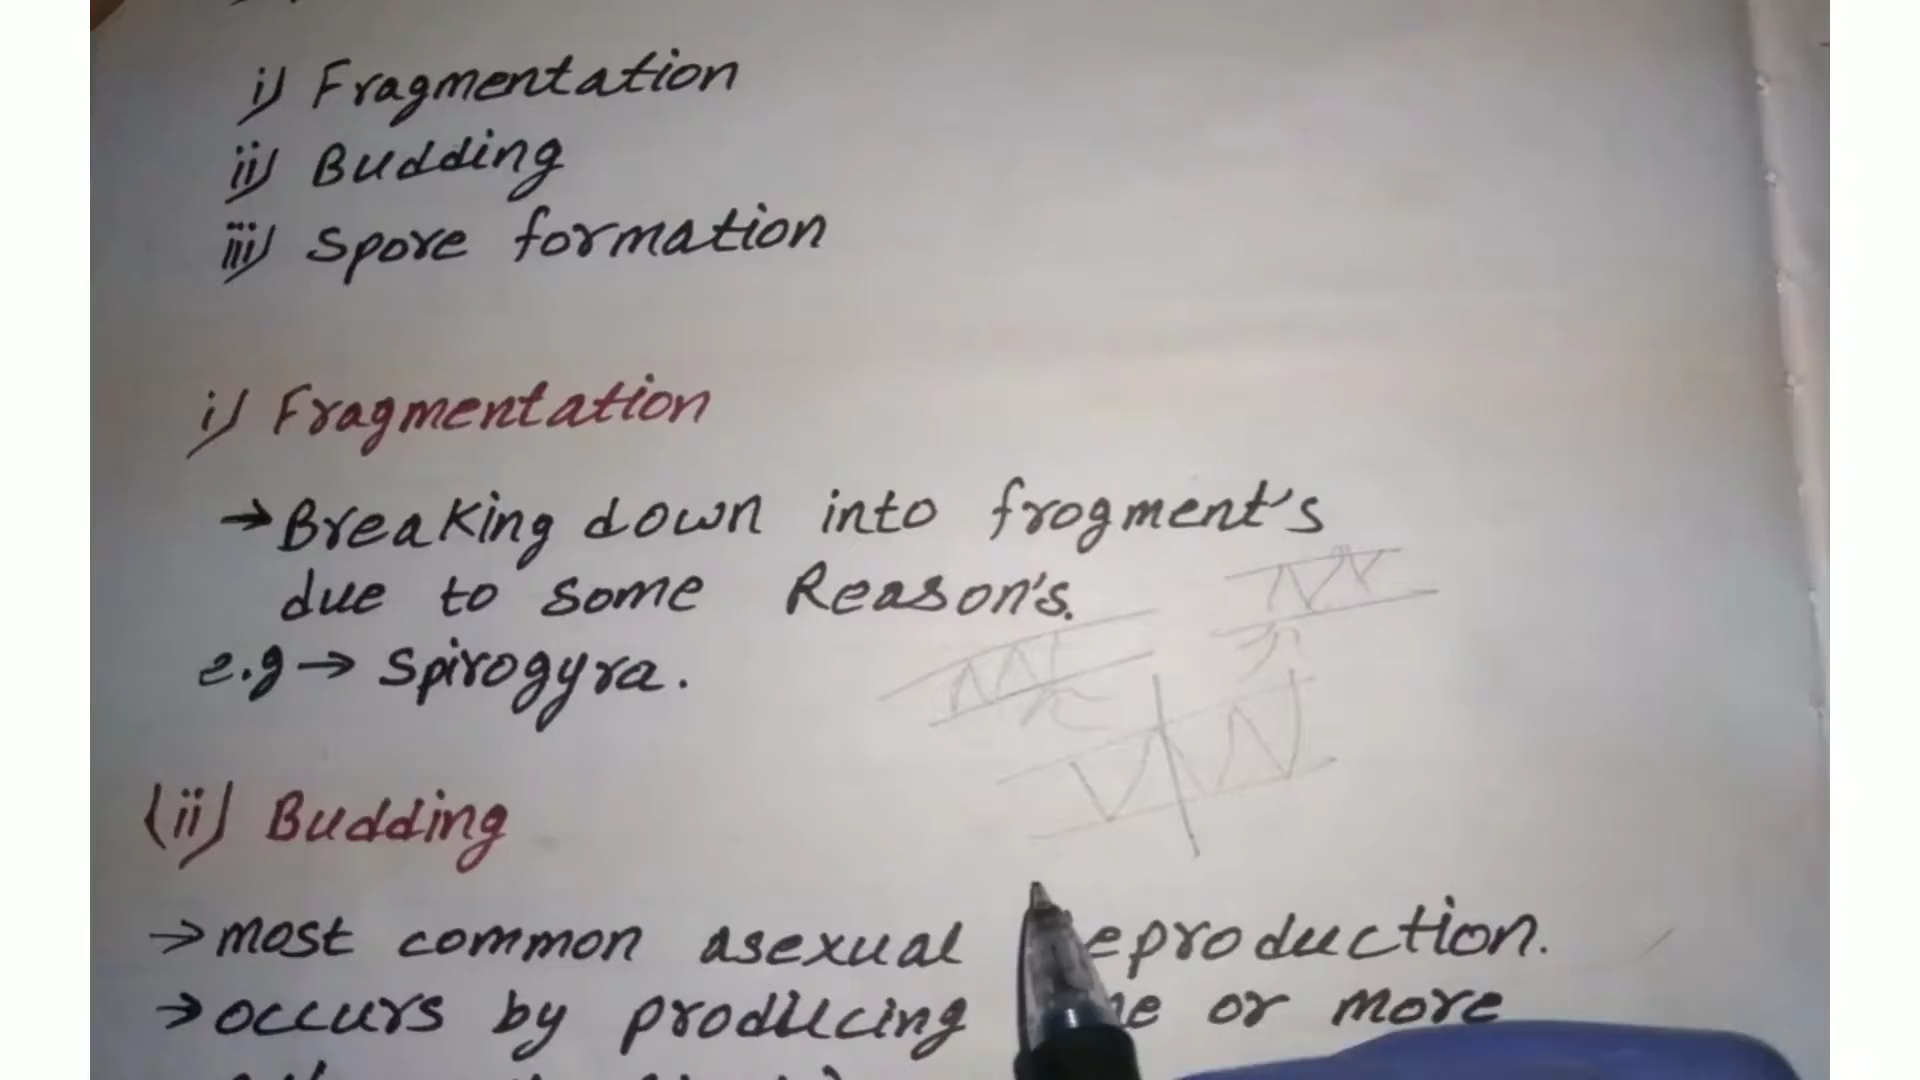 i) Fragmentation
ii) Budding
iii) Spore formation
i) Fragmentation
→ Breaking down into frogment's
due to some Reason's.
e.g → Spirogyra.
(ii) Budding
→ most common asexual eproduction.
→ occurs by producing or more